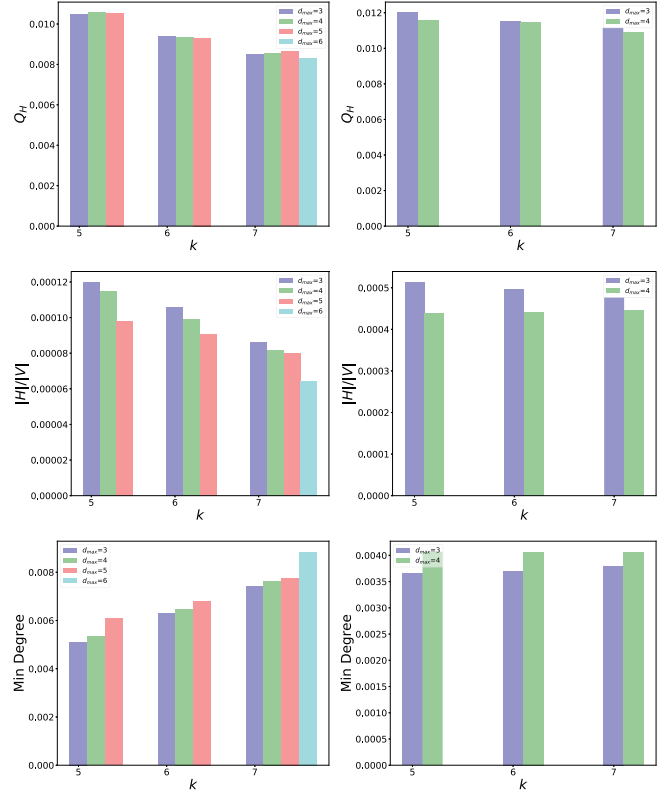 0.010
0.008
0.006
0.004
0.002
0.000
Q_H
5
6
7
k
d_max=3
d_max=4
d_max=5
d_max=6
0.012
0.010
0.008
0.006
0.004
0.002
0.000
Q_H
5
6
7
k
d_max=3
d_max=4
0.00012
0.00010
0.00008
0.00006
0.00004
0.00002
0.00000
|H|/|V|
5
6
7
k
d_max=3
d_max=4
d_max=5
d_max=6
0.0005
0.0004
0.0003
0.0002
0.0001
0.0000
|H|/|V|
5
6
7
k
d_max=3
d_max=4
0.008
0.006
0.004
0.002
0.000
Min Degree
5
6
7
k
d_max=3
d_max=4
d_max=5
d_max=6
0.0040
0.0035
0.0030
0.0025
0.0020
0.0015
0.0010
0.0005
0.0000
Min Degree
5
6
7
k
d_max=3
d_max=4